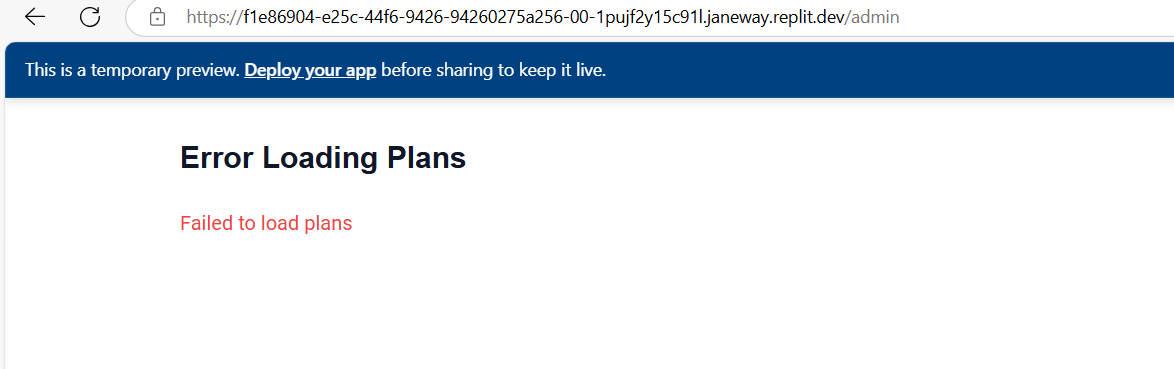 https://f1e86904-e25c-44f6-9426-94260275a256-00-1pujf2y15c91l.janeway.replit.dev/admin
This is a temporary preview. Deploy your app before sharing to keep it live.
Error Loading Plans
Failed to load plans